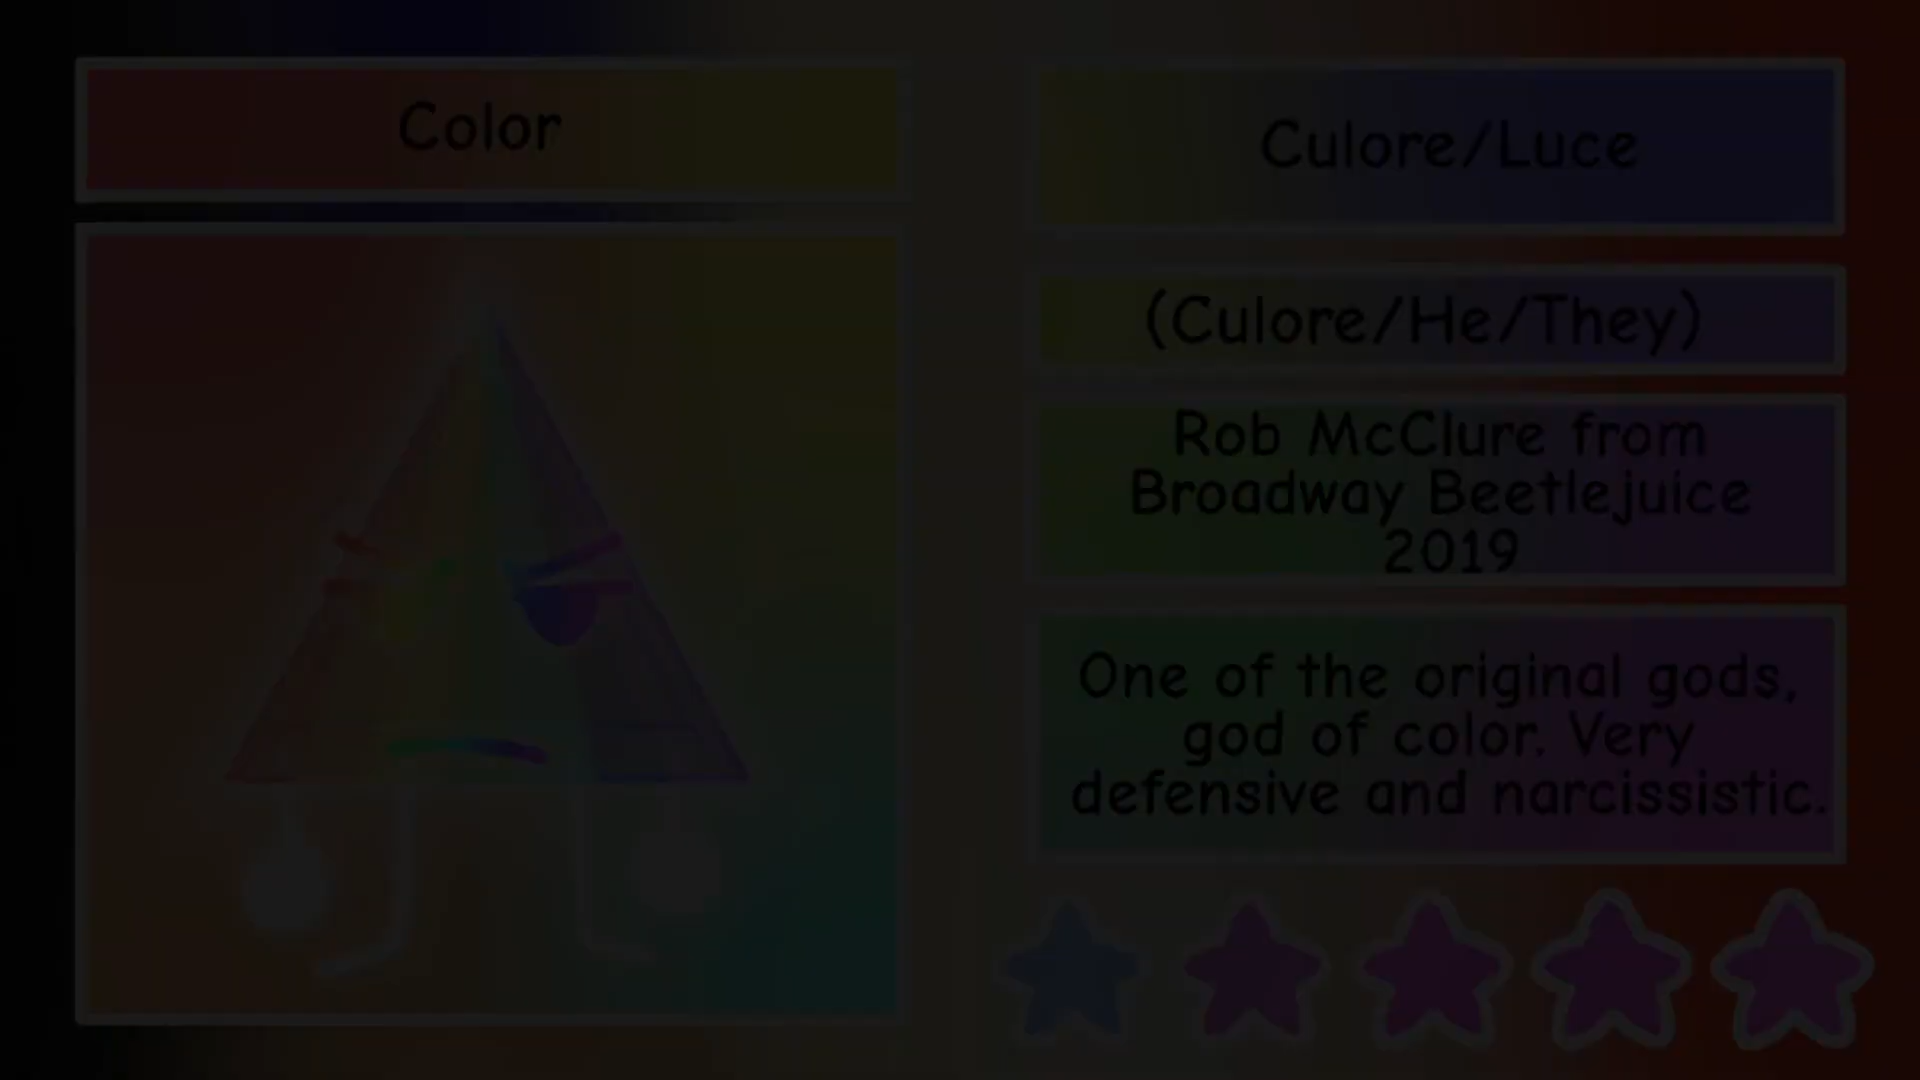 Color
Culore/Luce
(Culore/He/They)
Rob McClure from
Broadway Beetlejuice
2019
One of the original gods,
god of color. Very
defensive and narcissistic.